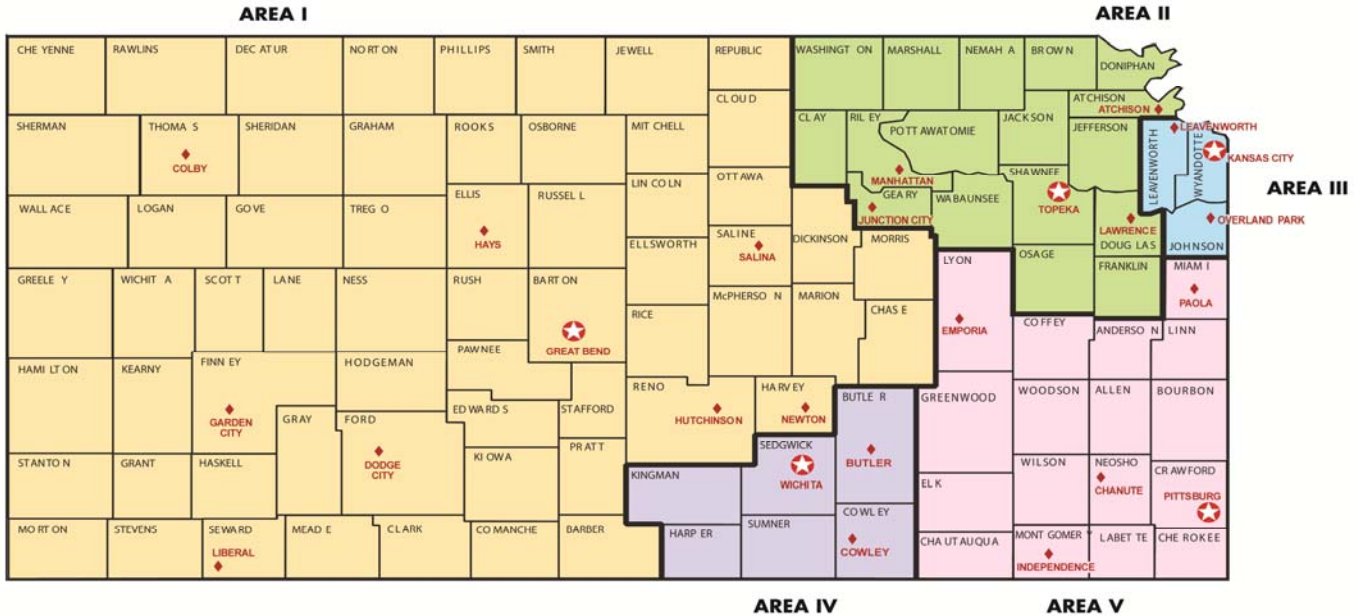 AREA I
AREA II
CHEYENNE
RAWLINS
DECATUR
NORTON
PHILLIPS
SMITH
JEWELL
REPUBLIC
WASHINGTON
MARSHALL
NEMAHA
BROWN
DONIPHAN
CLOUD
ATCHISON
ATCHISON
SHERMAN
THOMAS
COLBY
SHERIDAN
GRAHAM
ROOKS
OSBORNE
MITCHELL
CLAY
RILEY
POTTAWATOMIE
JACKSON
JEFFERSON
LEAVENWORTH
LEAVENWORTH
WYANDOTTE
KANSAS CITY
MANHATTAN
SHAWNEE
TOPEKA
OTTAWA
LINCOLN
ELLIS
HAYS
RUSSELL
WALLACE
LOGAN
GOVE
TREGO
GEARY
JUNCTION CITY
WABAUNSEE
LAWRENCE
DOUGLAS
OVERLAND PARK
JOHNSON
AREA III
ELLSWORTH
SALINE
SALINA
DICKINSON
MORRIS
LYON
EMPORIA
OSAGE
FRANKLIN
MIAMI
PAOLA
GREELEY
WICHITA
SCOTT
LANE
NESS
RUSH
BARTON
GREAT BEND
RICE
McPHERSON
MARION
CHASE
COFFEY
ANDERSON
LINN
HAMILTON
KEARNY
FINNEY
GARDEN
CITY
HODGEMAN
PAWNEE
RENO
HUTCHINSON
HARVEY
NEWTON
BUTLER
BUTLER
GREENWOOD
WOODSON
ALLEN
BOURBON
GRAY
FORD
DODGE
CITY
EDWARDS
STAFFORD
STANTON
GRANT
HASKELL
KIOWA
PRATT
KINGMAN
SEDGWICK
WICHITA
ELK
WILSON
NEOSHO
CHANUTE
CRAWFORD
PITTSBURG
MORTON
STEVENS
SEWARD
LIBERAL
MEADE
CLARK
COMANCHE
BARBER
HARPER
SUMNER
COWLEY
COWLEY
CHAUTAUQUA
MONTGOMERY
INDEPENDENCE
LABETTE
CHEROKEE
AREA IV
AREA V